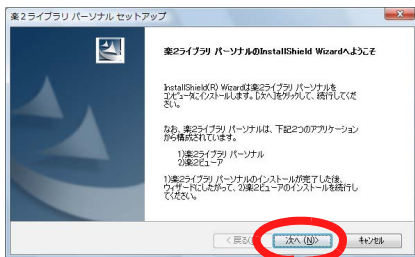 楽2ライブラリ パーソナル セットアップ
楽2ライブラリ パーソナルのInstallShield Wizardへようこそ
InstallShield(R) Wizardは楽2ライブラリ パーソナルを
コンピュータにインストールします。[次へ]をクリックして、続行してくだ
さい。
なお、楽2ライブラリ パーソナルは、下記2つのアプリケーション
から構成されています。
1)楽2ライブラリ パーソナル
2)楽2ビューア
1)楽2ライブラリ パーソナルのインストールが完了した後、
ウィザードにしたがって、2)楽2ビューアのインストールを続行し
てください。
< 戻る(
次へ (N)>
キャンセル